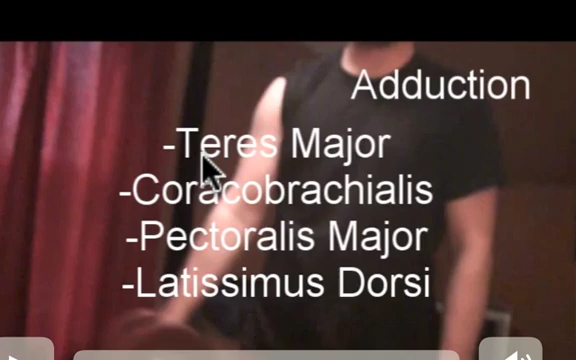 Adduction
-Teres Major
-Coracobrachialis
-Pectoralis Major
-Latissimus Dorsi